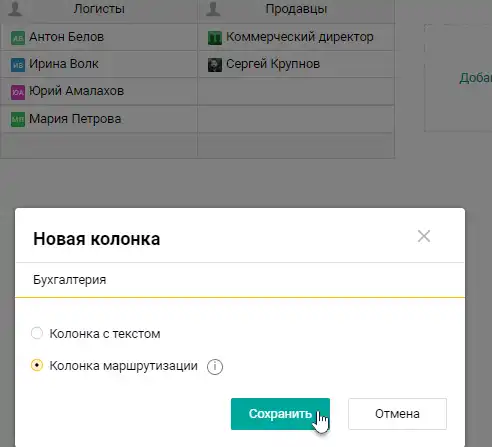 Логисты Продавцы
АБ Антон Белов Коммерческий директор
ИВ Ирина Волк Сергей Крупнов
ЮА Юрий Амалахов
МП Мария Петрова
Новая колонка
Бухгалтерия
Колонка с текстом
Колонка маршрутизации
Сохранить Отмена